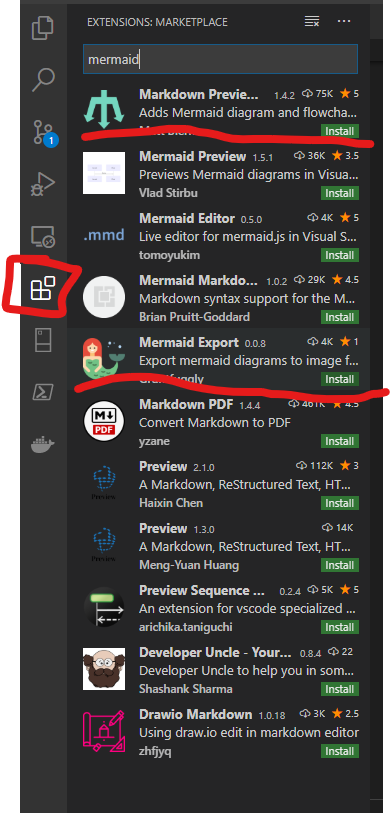 EXTENSIONS: MARKETPLACE
mermaid
Markdown Previe... 1.4.2 75K ★ 5
Adds Mermaid diagram and flowcha...
Install
Mermaid Preview 1.5.1 36K ★ 3.5
Previews Mermaid diagrams in Visua...
Vlad Stirbu Install
Mermaid Editor 0.5.0 4K ★ 5
.mmd
Live editor for mermaid.js in Visual S...
tomoyukim Install
Mermaid Markdo... 1.0.2 29K ★ 4.5
Markdown syntax support for the M...
Brian Pruitt-Goddard Install
1
Mermaid Export 0.0.8 4K ★ 1
Export mermaid diagrams to image f...
Install
Markdown PDF 1.4.4 461K ★ 4.5
M
PDF
Convert Markdown to PDF
yzane Install
Preview 2.1.0 112K ★ 3
A Markdown, ReStructured Text, HT...
Preview
Haixin Chen Install
Preview 1.3.0 14K
A Markdown, ReStructured Text, HT...
Preview
Meng-Yuan Huang Install
Preview Sequence ... 0.2.4 5K ★ 5
An extension for vscode specialized ...
arichika.taniguchi Install
Developer Uncle - Your... 0.8.4 22
Developer Uncle to help you in som...
Shashank Sharma Install
Drawio Markdown 1.0.18 3K ★ 2.5
Using draw.io edit in markdown editor
zhfjyq Install